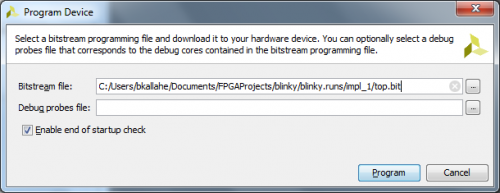 Program Device
Select a bitstream programming file and download it to your hardware device. You can optionally select a debug
probes file that corresponds to the debug cores contained in the bitstream programming file.
Bitstream file: C:/Users/bkallahe/Documents/FPGAProjects/blinky/blinky.runs/impl_1/top.bit ...
Debug probes file: ...
Enable end of startup check
Program Cancel